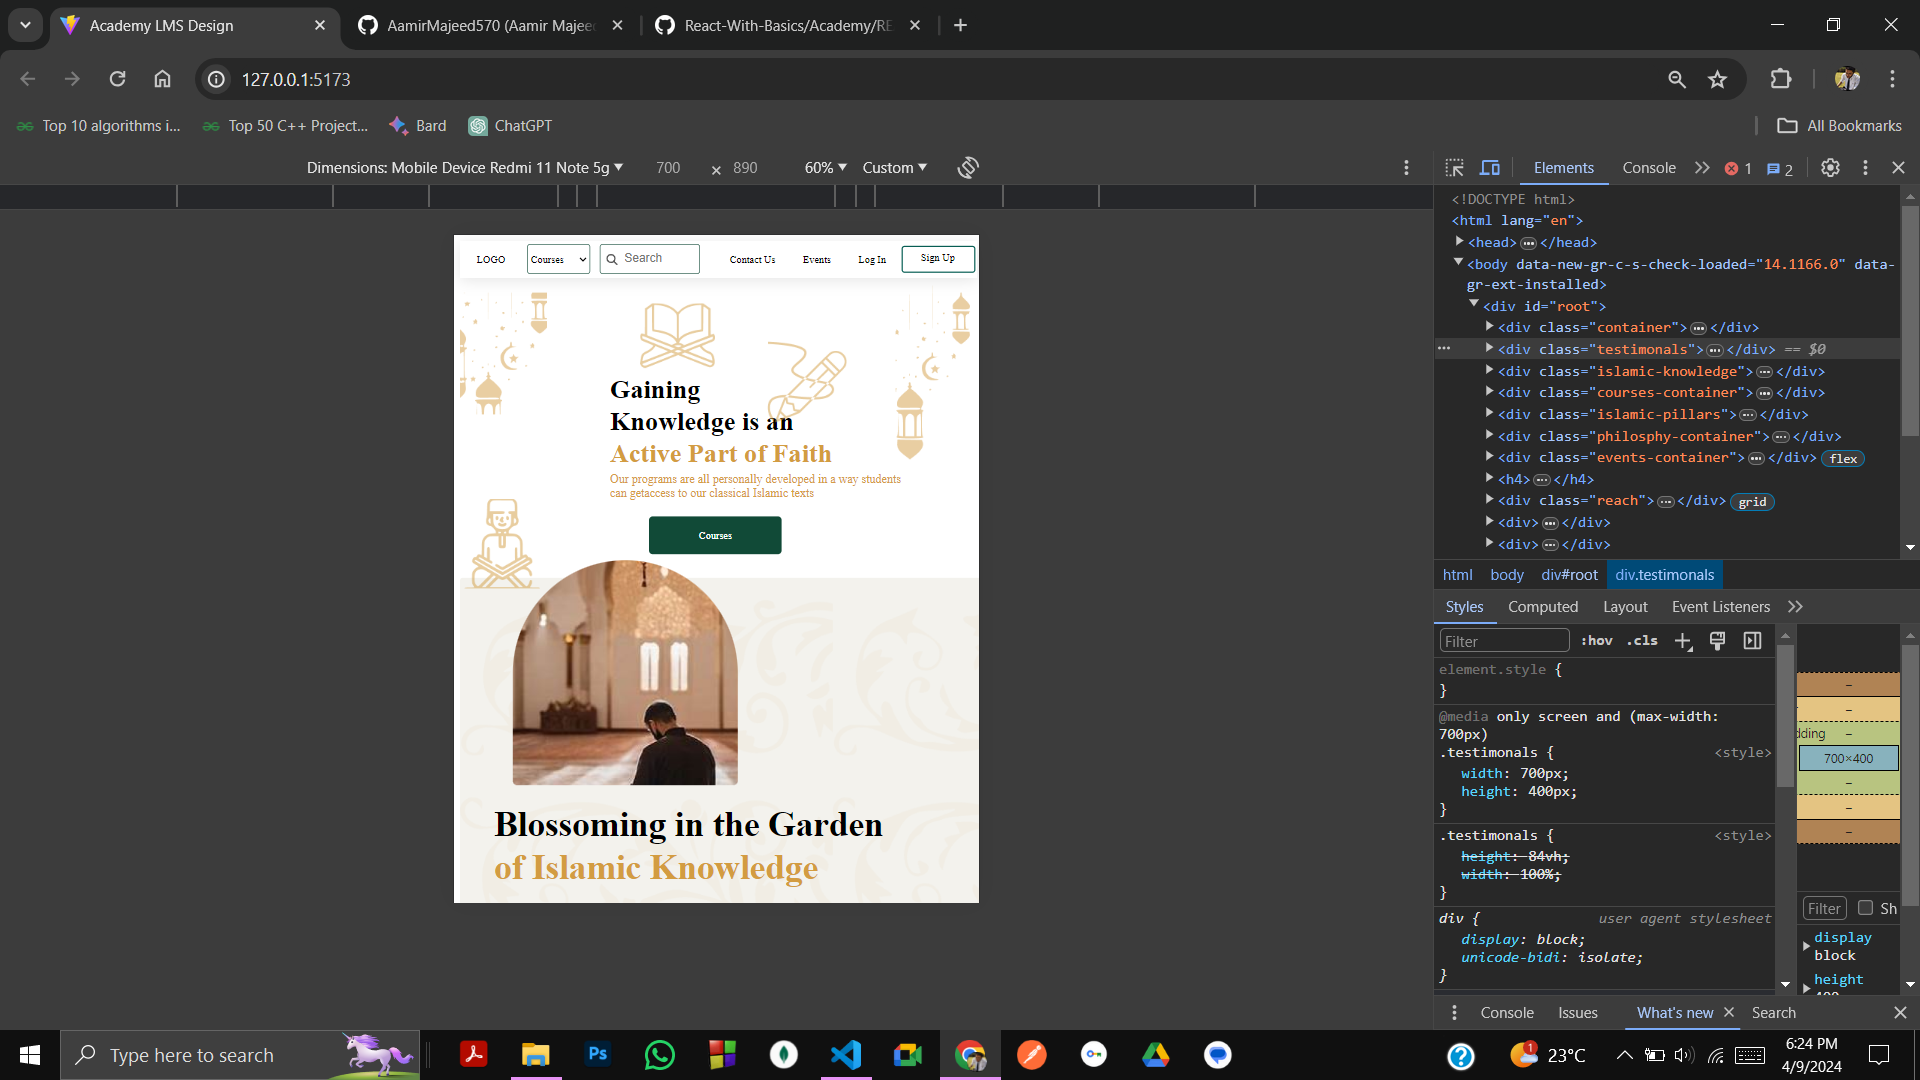 Academy LMS Design
AamirMajeed570 (Aamir Majee
React-With-Basics/Academy/RE
127.0.0.1:5173
Top 10 algorithms i...
Top 50 C++ Project...
Bard
ChatGPT
All Bookmarks
Dimensions: Mobile Device Redmi 11 Note 5g
700
×
890
60%
Custom
LOGO
Courses
Search
Contact Us
Events
Log In
Sign Up
Gaining
Knowledge is an
Active Part of Faith
Our programs are all personally developed in a way students
can getaccess to our classical Islamic texts
Courses
Blossoming in the Garden
of Islamic Knowledge
Elements
Console
1
2
<!DOCTYPE html>
<html lang="en">
<head> ••• </head>
<body data-new-gr-c-s-check-loaded="14.1166.0" data-
gr-ext-installed>
<div id="root">
<div class="container"> ••• </div>
<div class="testimonals"> ••• </div> == $0
<div class="islamic-knowledge"> ••• </div>
<div class="courses-container"> ••• </div>
<div class="islamic-pillars"> ••• </div>
<div class="philosphy-container"> ••• </div>
<div class="events-container"> ••• </div> flex
<h4> ••• </h4>
<div class="reach"> ••• </div> grid
<div> ••• </div>
<div> ••• </div>
html
body
div#root
div.testimonals
Styles
Computed
Layout
Event Listeners
Filter
:hov
.cls
element.style {
}
@media only screen and (max-width:
700px)
.testimonals { <style>
width: 700px;
height: 400px;
}
.testimonals { <style>
height: 84vh;
width: 100%;
}
div { user agent stylesheet
display: block;
unicode-bidi: isolate;
}
–
–
dding –
700×400
–
–
–
Filter
Sh
display
block
height
Console
Issues
What's new
Search
Type here to search
Ps
1
23°C
6:24 PM
4/9/2024